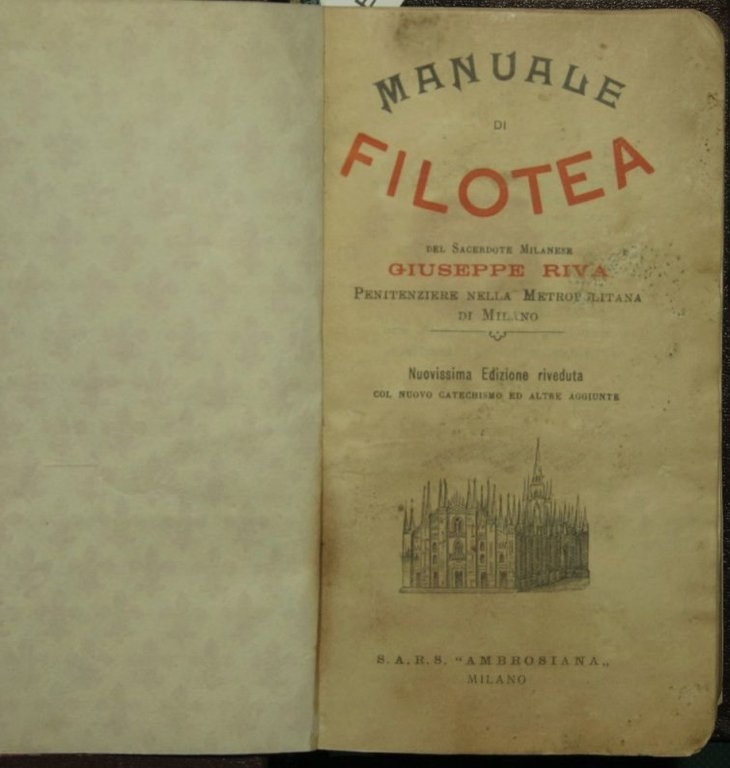 MANUALE
DI
FILOTEA
DEL SACERDOTE MILANESE
GIUSEPPE RIVA
PENITENZIERE NELLA METROPOLITANA
DI MILANO
Nuovissima Edizione riveduta
COL NUOVO CATECHISMO ED ALTRE AGGIUNTE
S. A. R. S. "AMBROSIANA„
MILANO